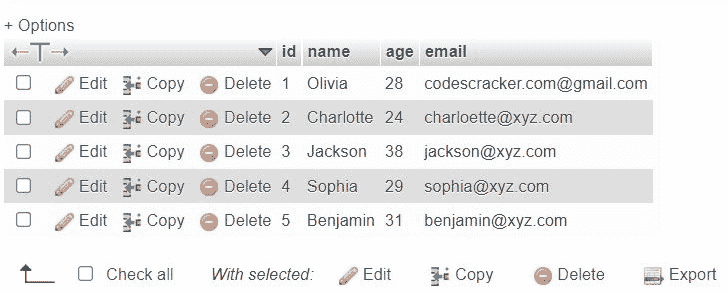 + Options
id name age email
Edit Copy Delete 1 Olivia 28 codescracker.com@gmail.com
Edit Copy Delete 2 Charlotte 24 charloette@xyz.com
Edit Copy Delete 3 Jackson 38 jackson@xyz.com
Edit Copy Delete 4 Sophia 29 sophia@xyz.com
Edit Copy Delete 5 Benjamin 31 benjamin@xyz.com
Check all With selected: Edit Copy Delete Export